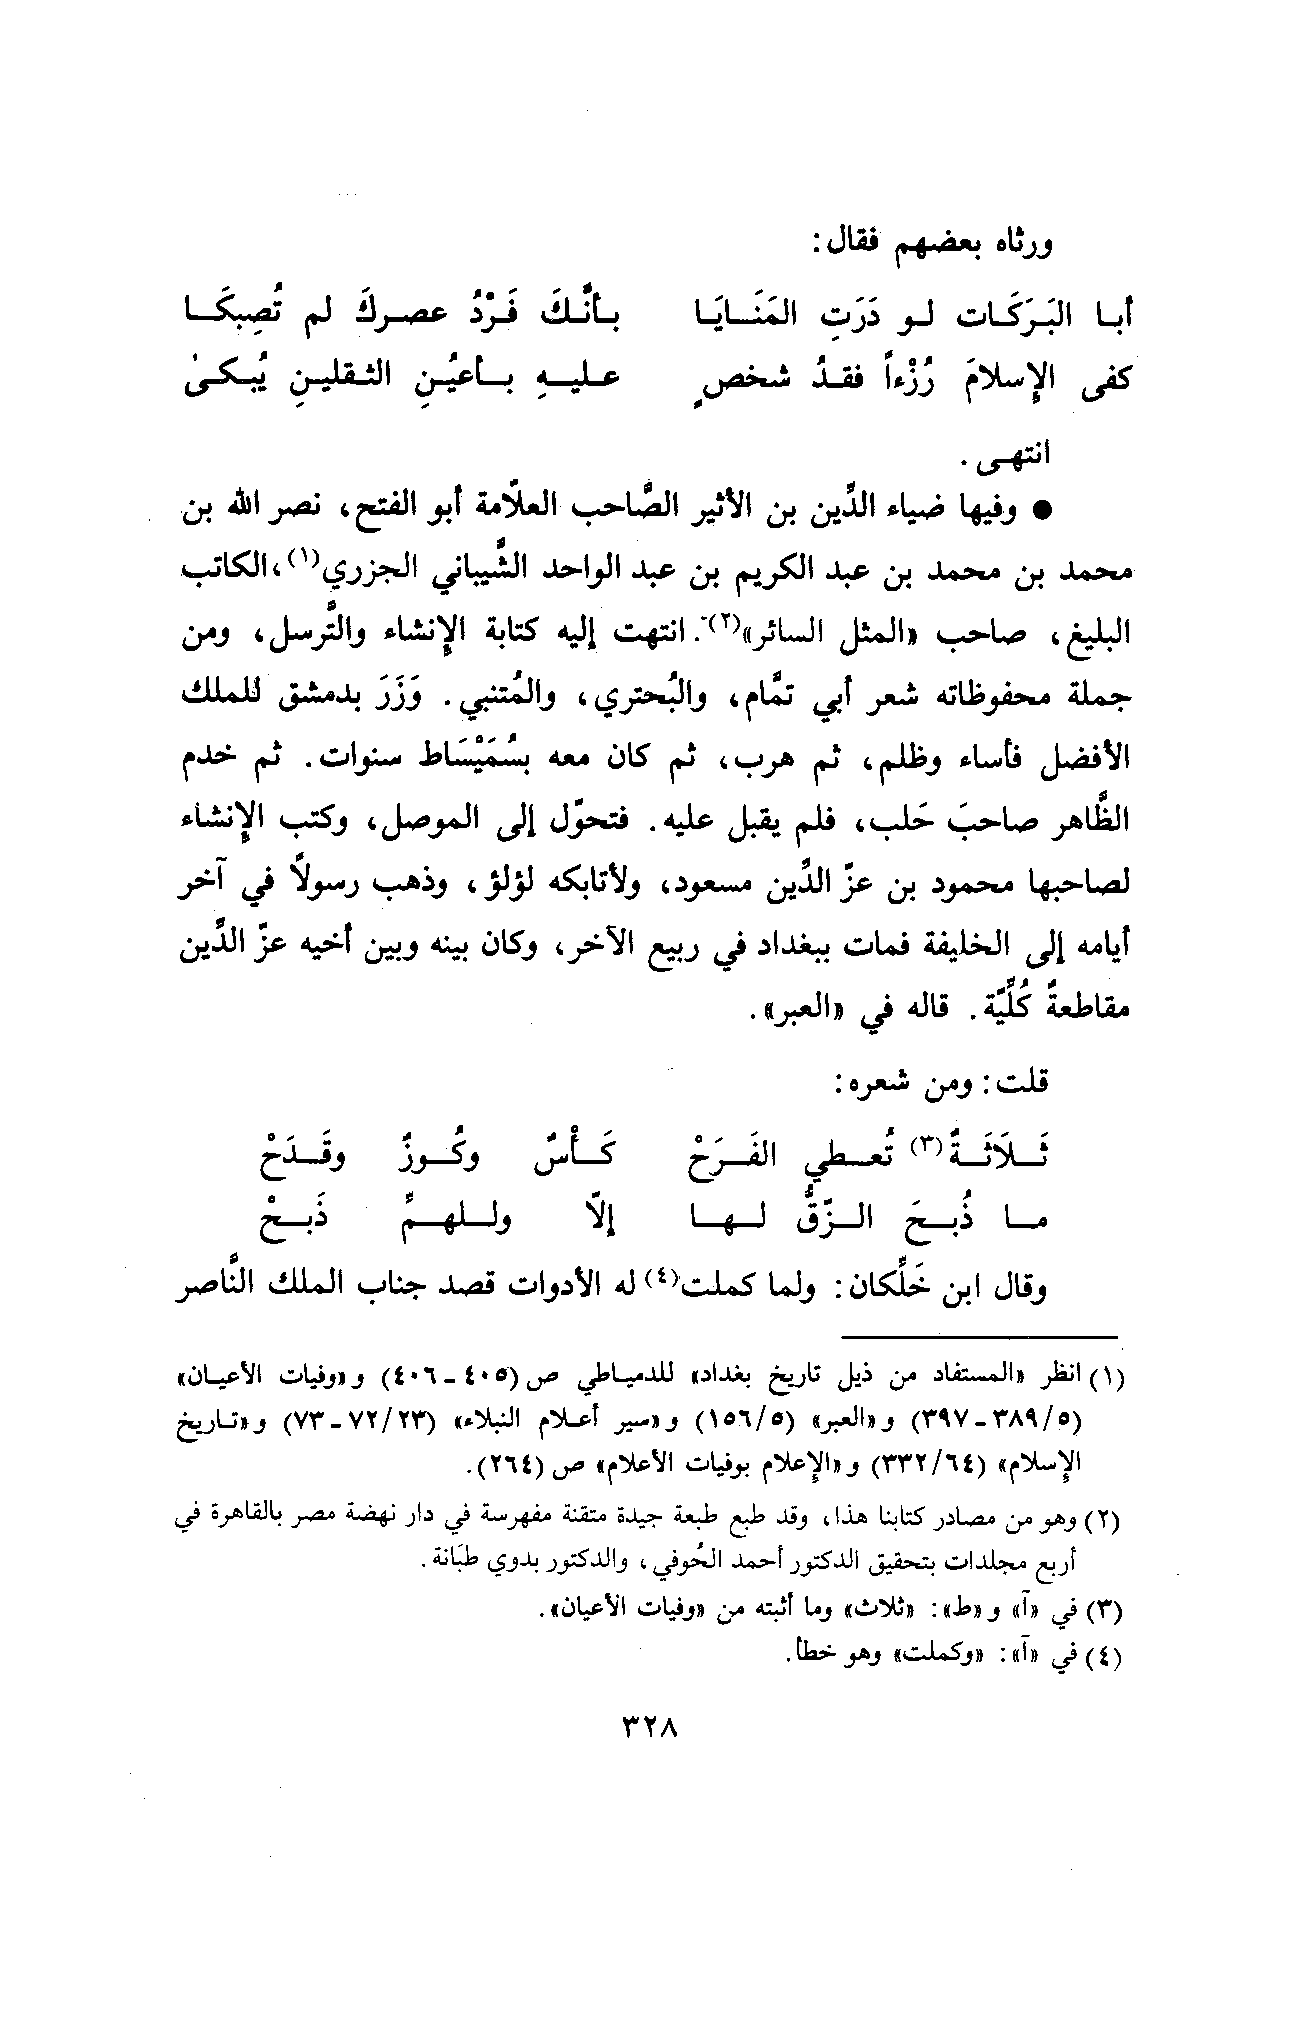 ورثاه بعضهم فقال:
أبا البَرَكَات لو دَرَتِ المَنَايَا بأنَّكَ فَرْدُ عصركَ لم تُصِبكَا
كفى الإسلامَ رُزْءاً فقدُ شخصٍ عليهِ بأعيُنِ الثقلينِ يُبكىٰ
انتهى.
● وفيها ضياء الدِّين بن الأثير الصَّاحب العلاّمة أبو الفتح، نصر الله بن
محمد بن محمد بن عبد الكريم بن عبد الواحد الشَّيباني الجزري(١)، الكاتب
البليغ، صاحب «المثل السائر»(٢). انتهت إليه كتابة الإنشاء والتَّرسل، ومن
جملة محفوظاته شعر أبي تمَّام، والبُحتري، والمُتنبي. وَزَرَ بدمشق للملك
الأفضل فأساء وظلم، ثم هرب، ثم كان معه بسُمَيْسَاط سنوات. ثم خدم
الظَّاهر صاحبَ حَلب، فلم يقبل عليه. فتحوّل إلى الموصل، وكتب الإنشاء
لصاحبها محمود بن عزّ الدِّين مسعود، ولأتابكه لؤلؤ، وذهب رسولاً في آخر
أيامه إلى الخليفة فمات ببغداد في ربيع الآخر، وكان بينه وبين أخيه عزّ الدِّين
مقاطعةٌ كُلِّيَّة. قاله في «العبر».
قلت: ومن شعره:
ثَلاَثَةٌ(٣) تُعطي الفَرَحْ كَأْسٌ وكُوزٌ وقَدَحْ
ما ذُبحَ الزّقُّ لها إلاّ وللهمِّ ذَبحْ
وقال ابن خَلِّكان: ولما كملت(٤) له الأدوات قصد جناب الملك النَّاصر
(١) انظر «المستفاد من ذيل تاريخ بغداد» للدمياطي ص (٤٠٥ - ٤٠٦) و «وفيات الأعيان»
(٥/ ٣٨٩ - ٣٩٧) و «العبر» (٥/ ١٥٦) و «سير أعلام النبلاء» (٢٣/ ٧٢ - ٧٣) و «تاريخ
الإسلام» (٦٤/ ٣٣٢) و «الإعلام بوفيات الأعلام» ص (٢٦٤).
(٢) وهو من مصادر كتابنا هذا، وقد طبع طبعة جيدة متقنة مفهرسة في دار نهضة مصر بالقاهرة في
أربع مجلدات بتحقيق الدكتور أحمد الحُوفي، والدكتور بدوي طبَانة.
(٣) في «آ» و «ط»: «ثلاث» وما أثبته من «وفيات الأعيان».
(٤) في «آ»: «وكملت» وهو خطأ.
٣٢٨